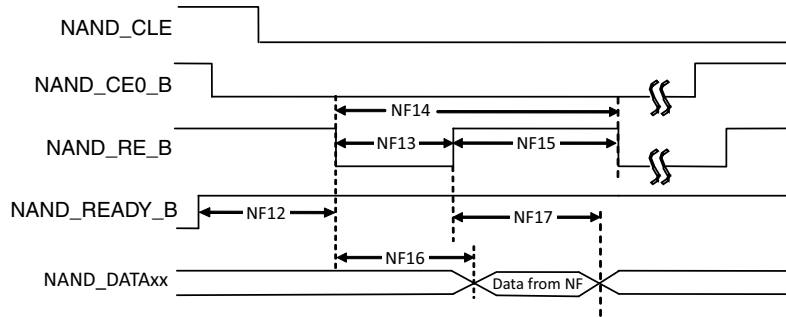 NAND_CLE
NAND_CE0_B
NF14
NAND_RE_B
NF13
NF15
NAND_READY_B
NF12
NF17
NF16
NAND_DATAxx
Data from NF